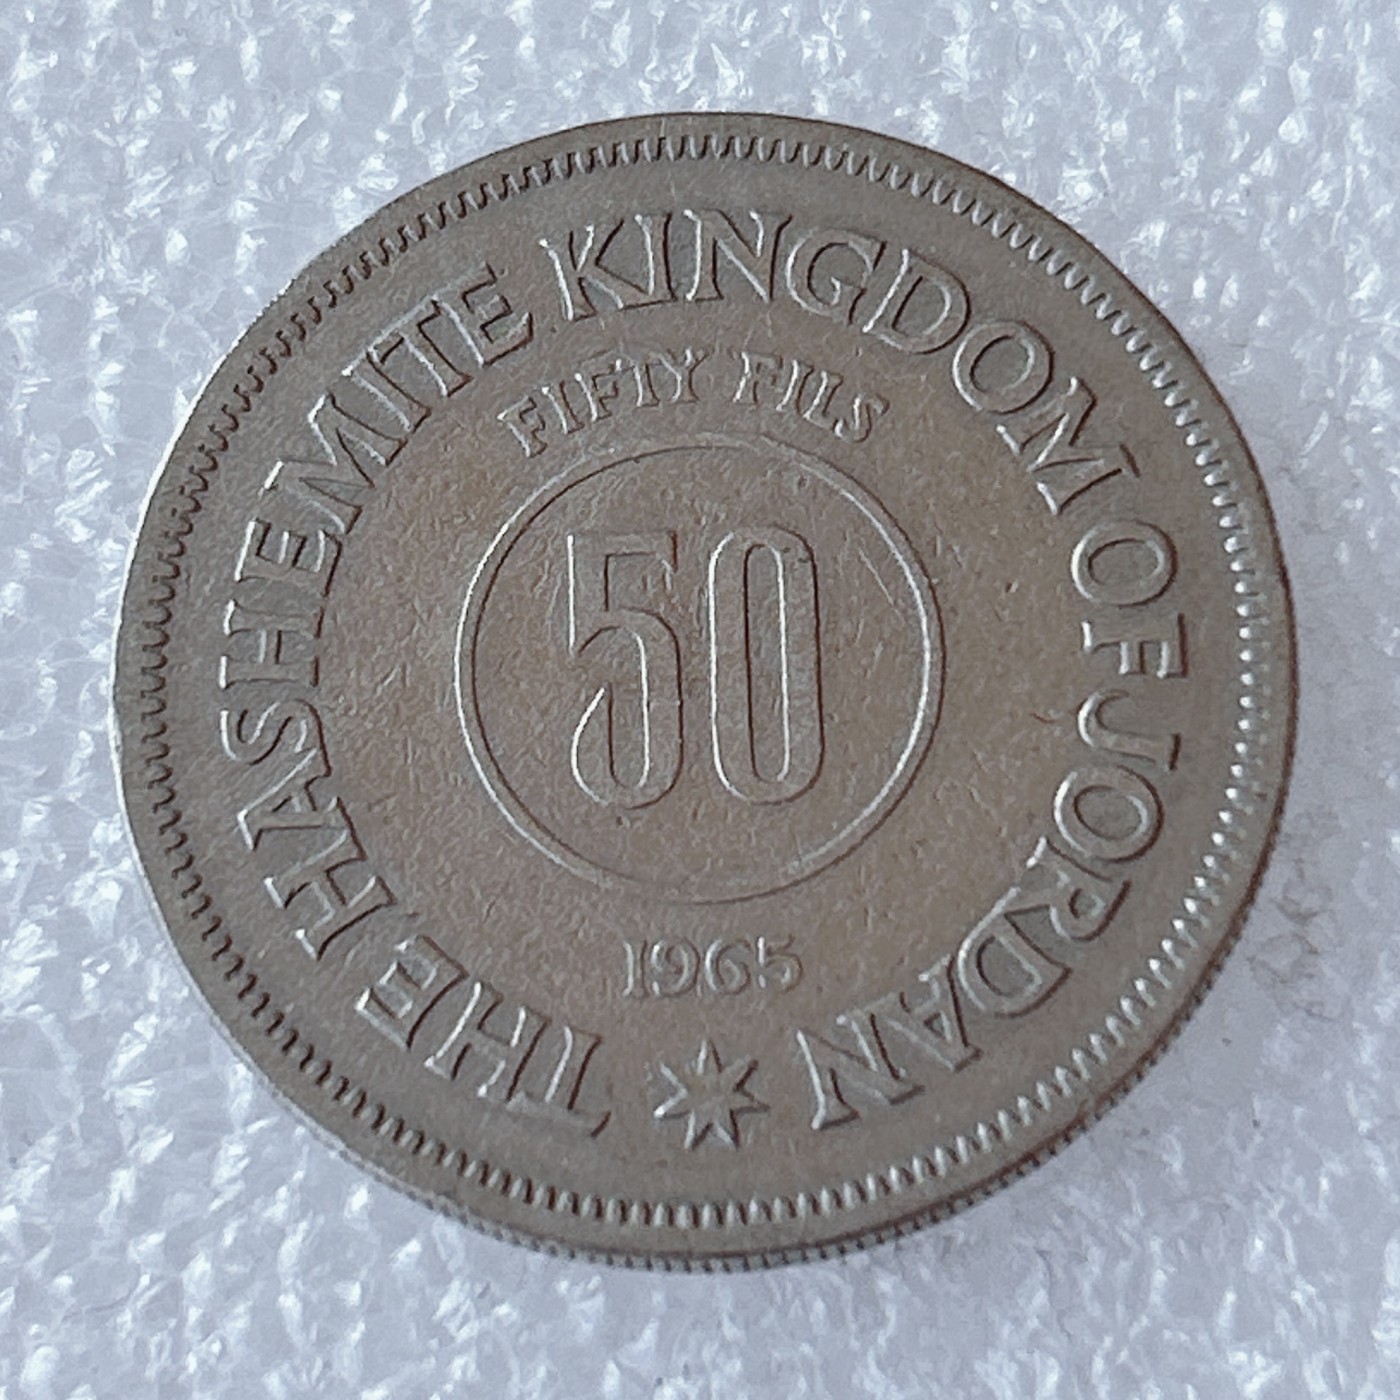 THE HASHEMITE KINGDOM OF JORDAN
FIFTY FILS
50
1965